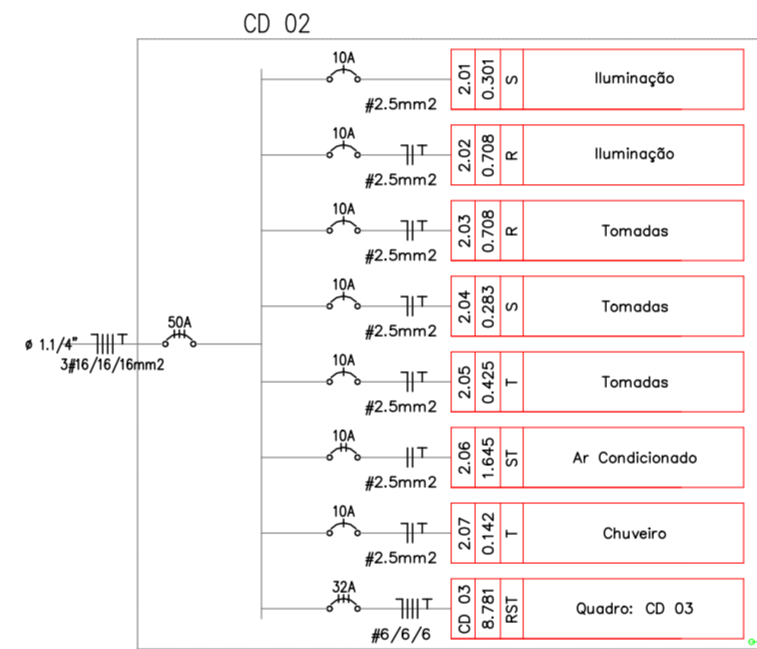 CD 02
10A
#2.5mm2
2.01
0.301
S
Iluminação
10A
T
#2.5mm2
2.02
0.708
R
Iluminação
10A
T
#2.5mm2
2.03
0.708
R
Tomadas
10A
T
#2.5mm2
2.04
0.283
S
Tomadas
ø 1.1/4"
T
3#16/16/16mm2
50A
10A
T
#2.5mm2
2.05
0.425
T
Tomadas
10A
T
#2.5mm2
2.06
1.645
ST
Ar Condicionado
10A
T
#2.5mm2
2.07
0.142
T
Chuveiro
32A
T
#6/6/6
CD 03
8.781
RST
Quadro: CD 03